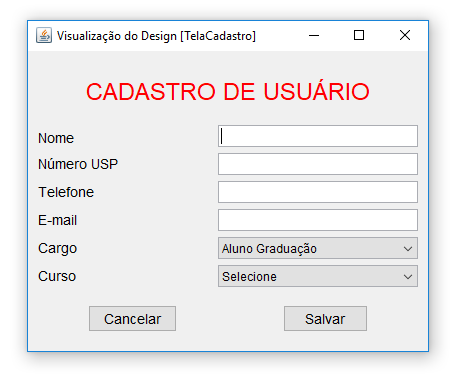 Visualização do Design [TelaCadastro]
CADASTRO DE USUÁRIO
Nome
Número USP
Telefone
E-mail
Cargo Aluno Graduação
Curso Selecione
Cancelar Salvar